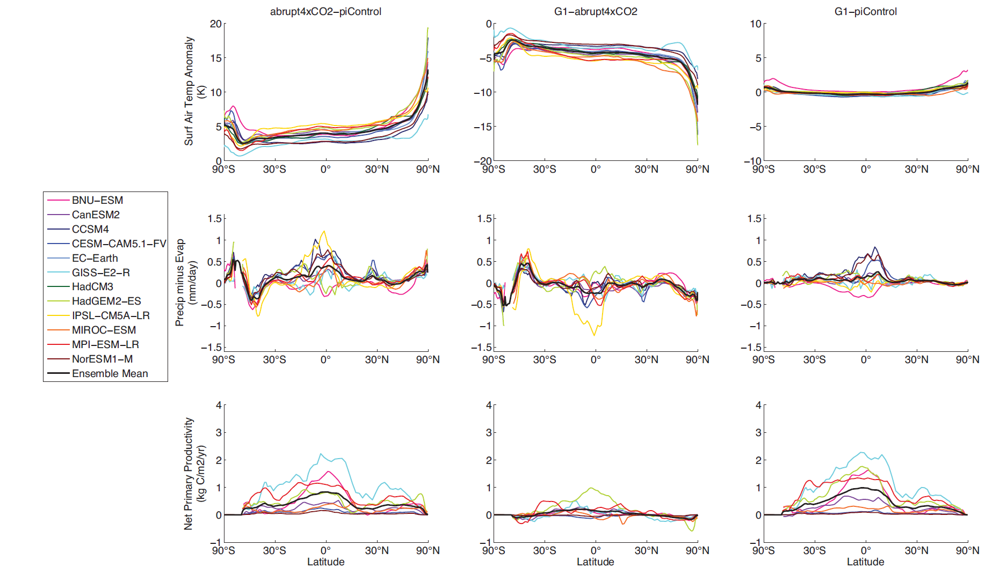 abrupt4xCO2−piControl
G1−abrupt4xCO2
G1−piControl
Surf Air Temp Anomaly
(K)
20
15
10
5
0
90°S
30°S
0°
30°N
90°N
0
−5
−10
−15
−20
90°S
30°S
0°
30°N
90°N
10
5
0
−5
−10
90°S
30°S
0°
30°N
90°N
BNU−ESM
CanESM2
CCSM4
CESM−CAM5.1−FV
EC−Earth
GISS−E2−R
HadCM3
HadGEM2−ES
IPSL−CM5A−LR
MIROC−ESM
MPI−ESM−LR
NorESM1−M
Ensemble Mean
Precip minus Evap
(mm/day)
1.5
1
0.5
0
−0.5
−1
−1.5
90°S
30°S
0°
30°N
90°N
1.5
1
0.5
0
−0.5
−1
−1.5
90°S
30°S
0°
30°N
90°N
1.5
1
0.5
0
−0.5
−1
−1.5
90°S
30°S
0°
30°N
90°N
Net Primary Productivity
(kg C/m2/yr)
4
3
2
1
0
−1
90°S
30°S
0°
30°N
90°N
Latitude
4
3
2
1
0
−1
90°S
30°S
0°
30°N
90°N
Latitude
4
3
2
1
0
−1
90°S
30°S
0°
30°N
90°N
Latitude